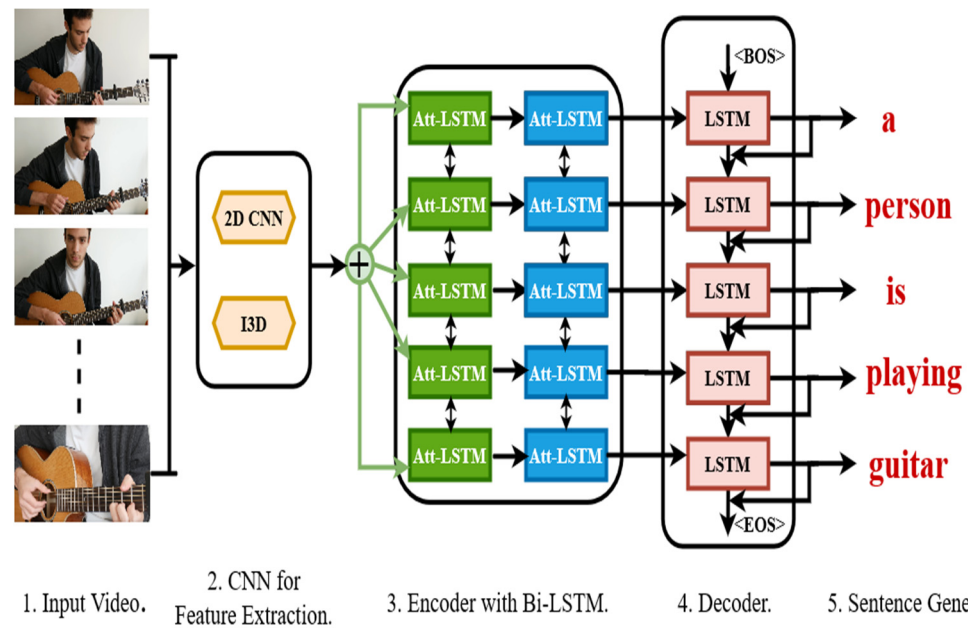 <BOS>
Att-LSTM Att-LSTM LSTM a
2D CNN
Att-LSTM Att-LSTM LSTM person
+
Att-LSTM Att-LSTM LSTM is
I3D
Att-LSTM Att-LSTM LSTM playing
Att-LSTM Att-LSTM LSTM guitar
<EOS>
1. Input Video.
2. CNN for
Feature Extraction.
3. Encoder with Bi-LSTM.
4. Decoder.
5. Sentence Gene